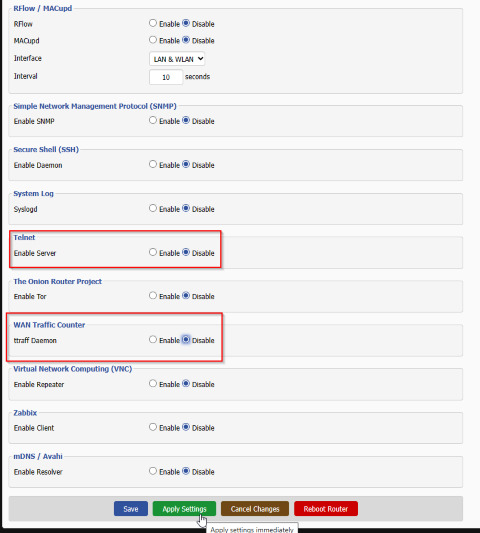 RFlow / MACupd
RFlow Enable Disable
MACupd Enable Disable
Interface LAN & WLAN
Interval 10 seconds
Simple Network Management Protocol (SNMP)
Enable SNMP Enable Disable
Secure Shell (SSH)
Enable Daemon Enable Disable
System Log
Syslogd Enable Disable
Telnet
Enable Server Enable Disable
The Onion Router Project
Enable Tor Enable Disable
WAN Traffic Counter
ttraff Daemon Enable Disable
Virtual Network Computing (VNC)
Enable Repeater Enable Disable
Zabbix
Enable Client Enable Disable
mDNS / Avahi
Enable Resolver Enable Disable
Save Apply Settings Cancel Changes Reboot Router
Apply settings immediately